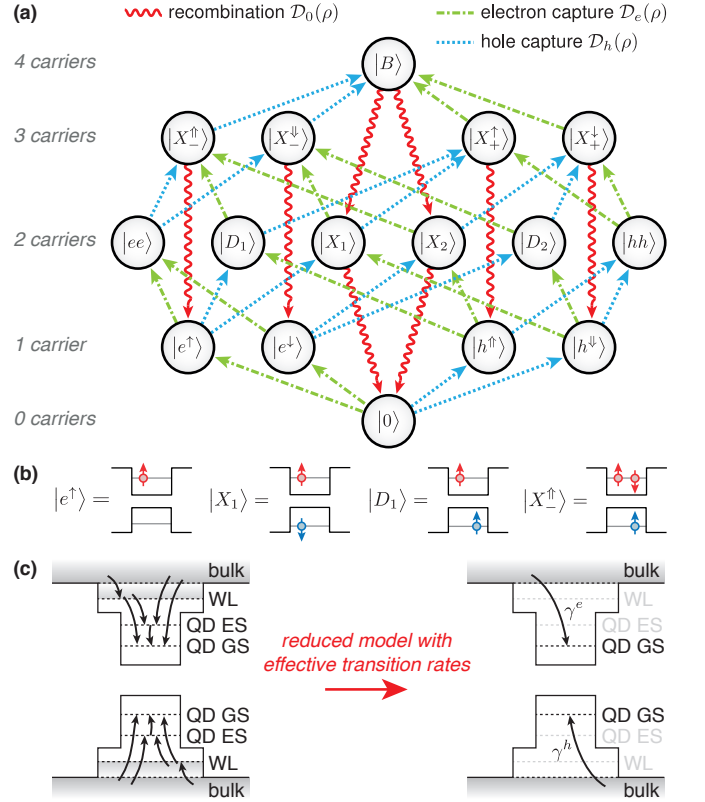 (a) recombination 𝒟₀(ρ) electron capture 𝒟ₑ(ρ)
hole capture 𝒟ₕ(ρ)
4 carriers |B⟩
3 carriers |X₋^⇑⟩ |X₋^⇓⟩ |X₊^↑⟩ |X₊^↓⟩
2 carriers |ee⟩ |D₁⟩ |X₁⟩ |X₂⟩ |D₂⟩ |hh⟩
1 carrier |e^↑⟩ |e^↓⟩ |h^⇑⟩ |h^⇓⟩
0 carriers |0⟩
(b)
|e^↑⟩ = |X₁⟩ = |D₁⟩ = |X₋^⇑⟩ =
(c)
bulk
WL
QD ES
QD GS
QD GS
QD ES
WL
bulk
reduced model with
effective transition rates
bulk
WL
γ^e
QD ES
QD GS
QD GS
QD ES
γ^h
WL
bulk